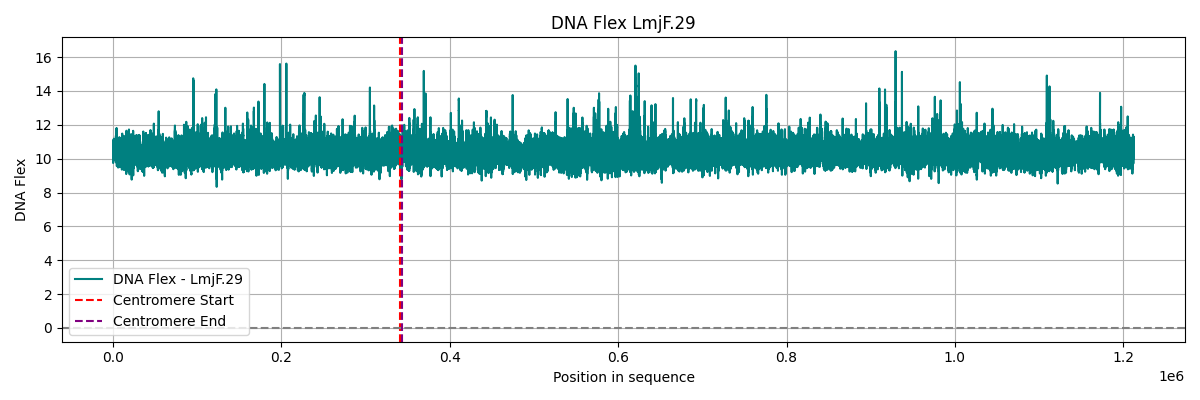 DNA Flex LmjF.29
DNA Flex
16
14
12
10
8
6
4
2
0
DNA Flex - LmjF.29
Centromere Start
Centromere End
0.0 0.2 0.4 0.6 0.8 1.0 1.2
1e6
Position in sequence